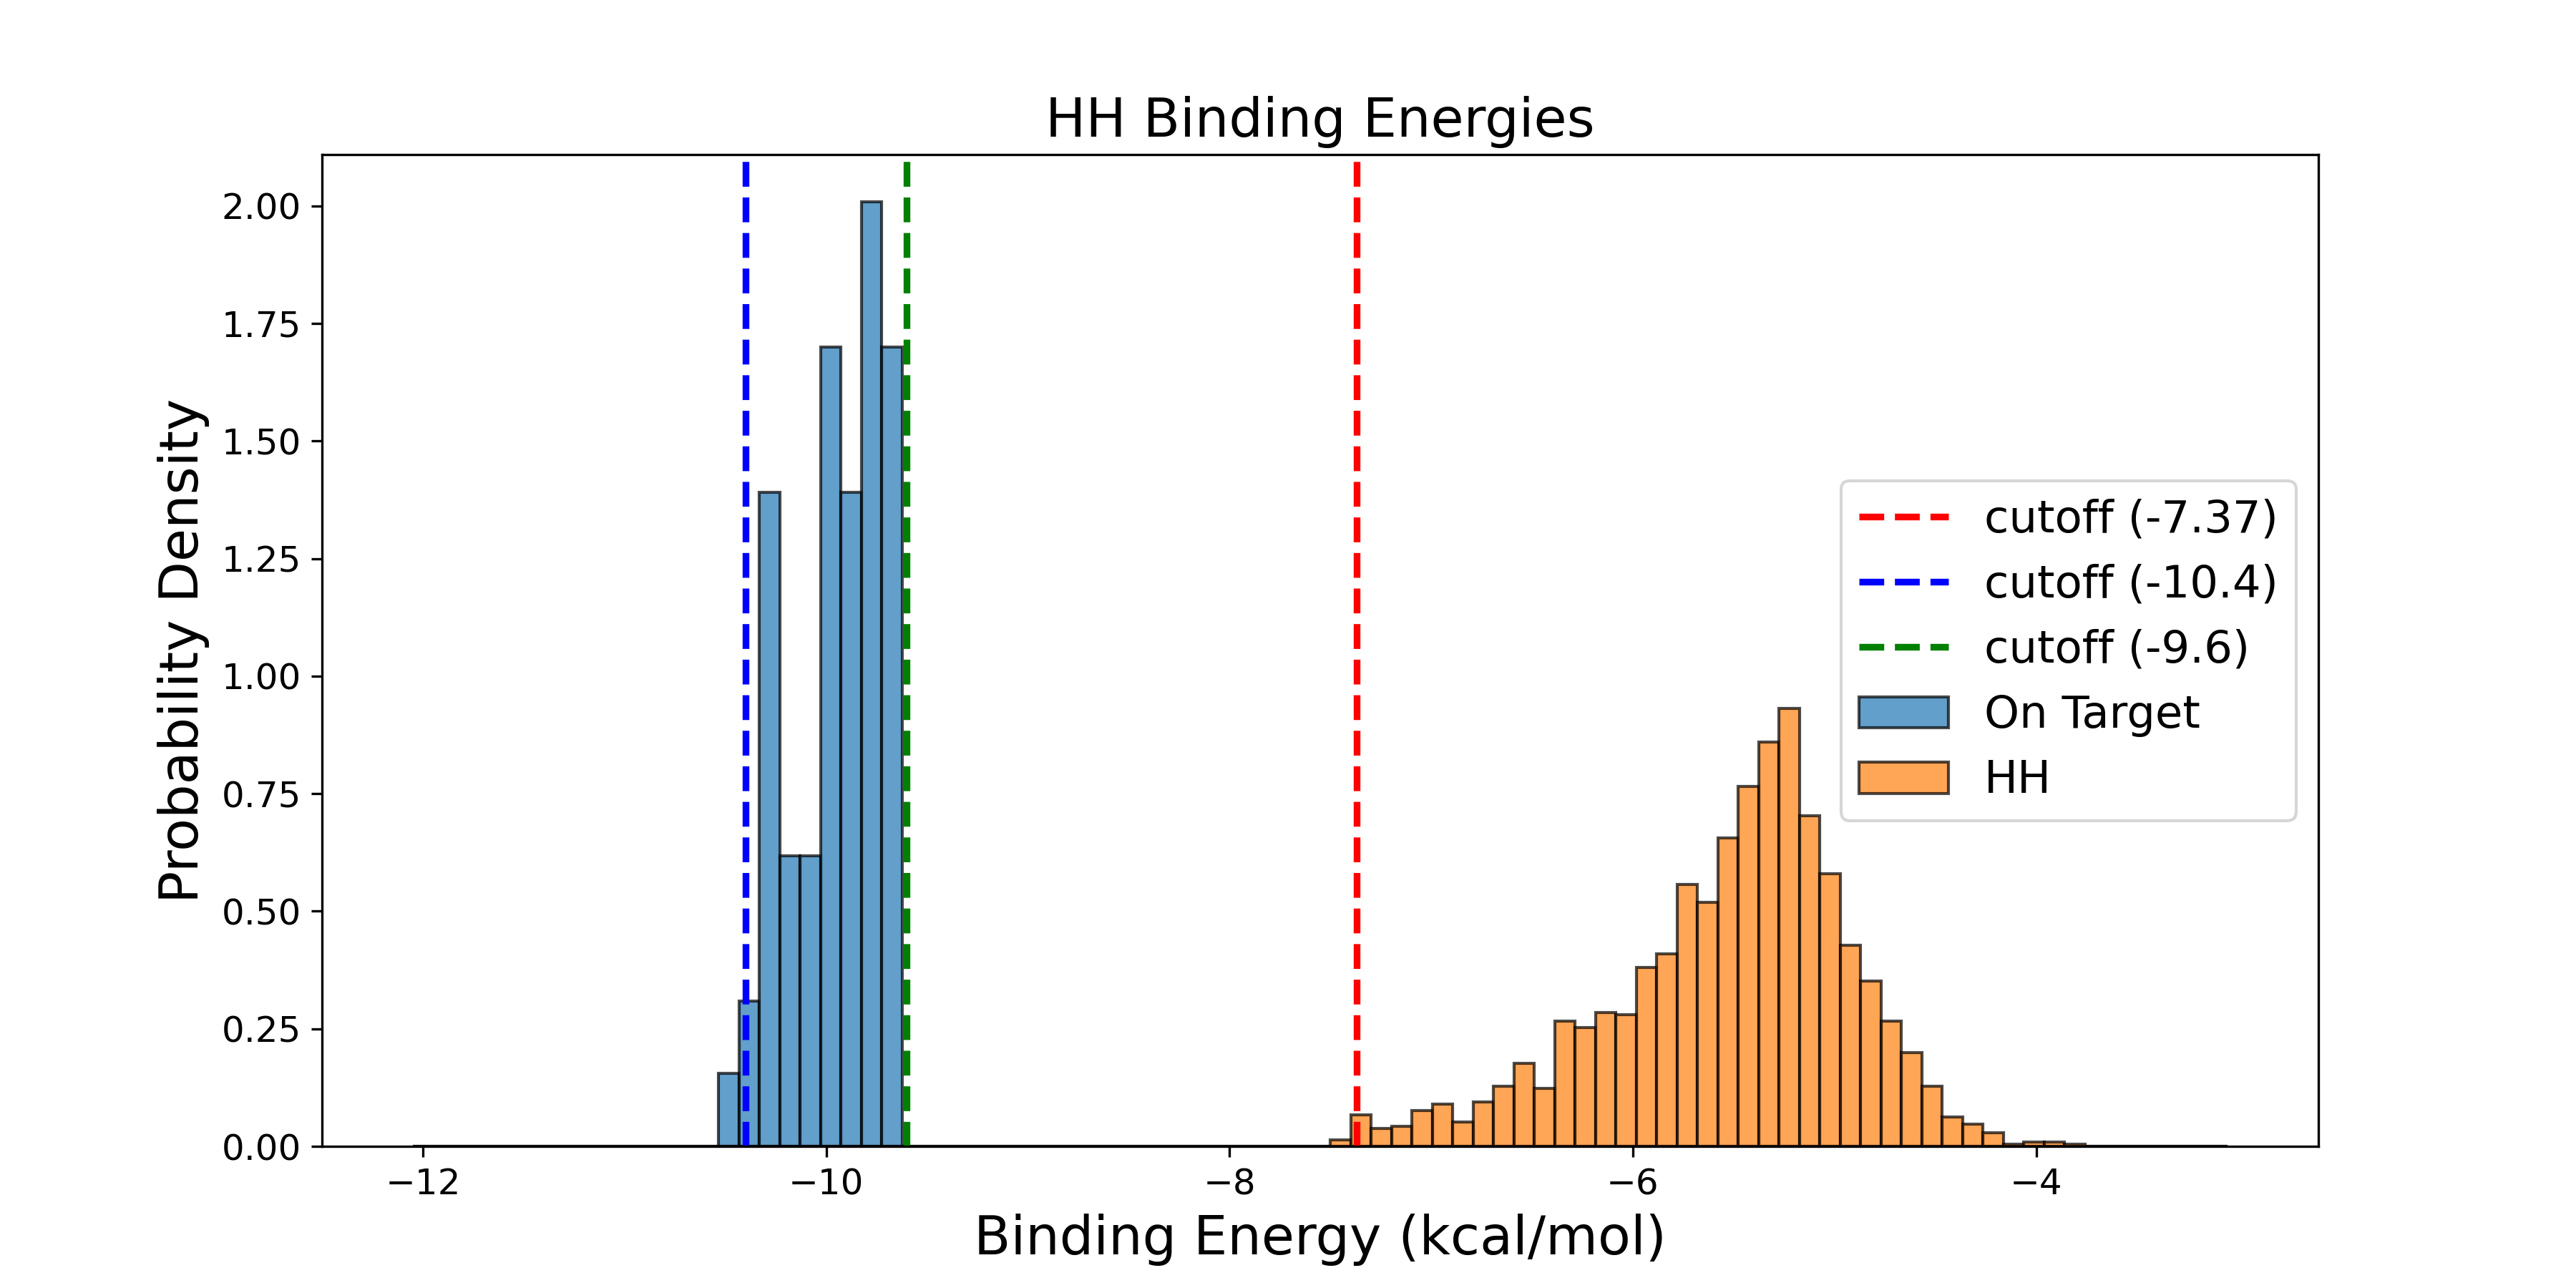 HH Binding Energies
Probability Density
2.00
1.75
1.50
1.25
1.00
0.75
0.50
0.25
0.00
cutoff (-7.37)
cutoff (-10.4)
cutoff (-9.6)
On Target
HH
−12 −10 −8 −6 −4
Binding Energy (kcal/mol)